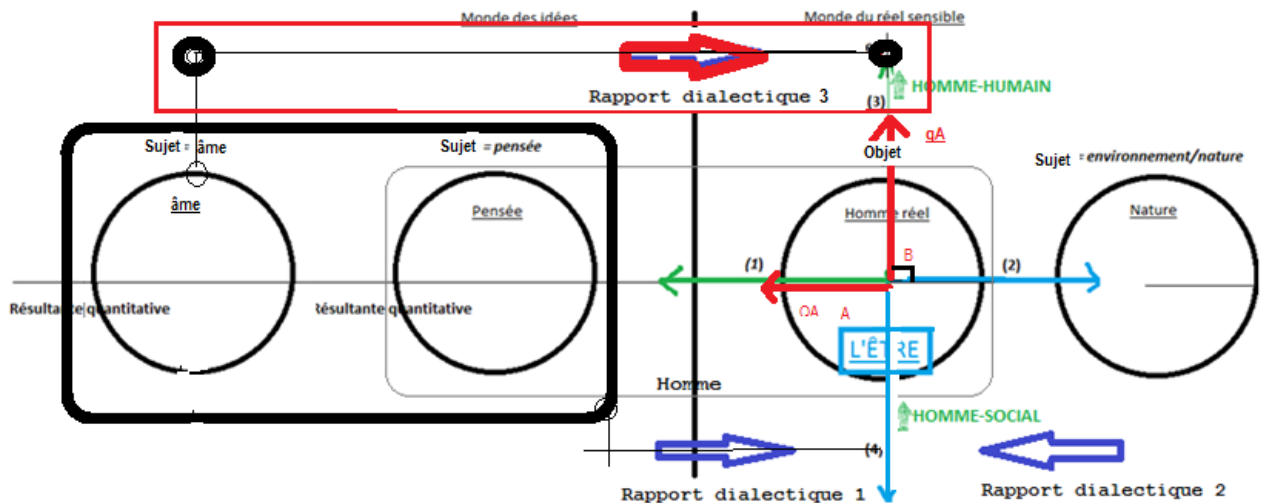 Monde des idées
Monde du réel sensible
HOMME-HUMAIN
Rapport dialectique 3
(3)
qA
Sujet = âme
Sujet = pensée
Objet
Sujet = environnement/nature
âme
Pensée
Homme réel
Nature
B
(1)
(2)
Résultante quantitative
Résultante quantitative
QA
A
L'ÊTRE
Homme
HOMME-SOCIAL
(4)
Rapport dialectique 1
Rapport dialectique 2